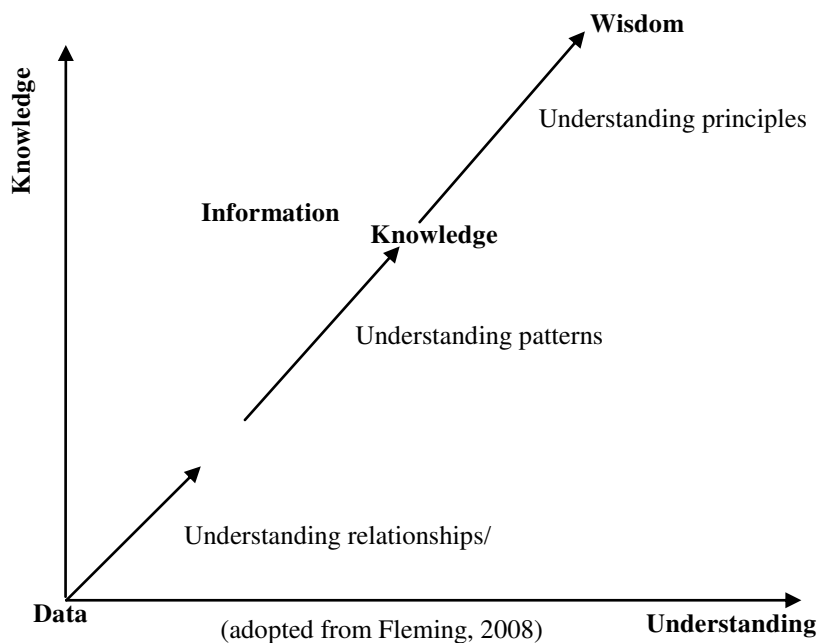 Wisdom
Knowledge
Understanding principles
Information
Knowledge
Understanding patterns
Understanding relationships/
Data
(adopted from Fleming, 2008)
Understanding